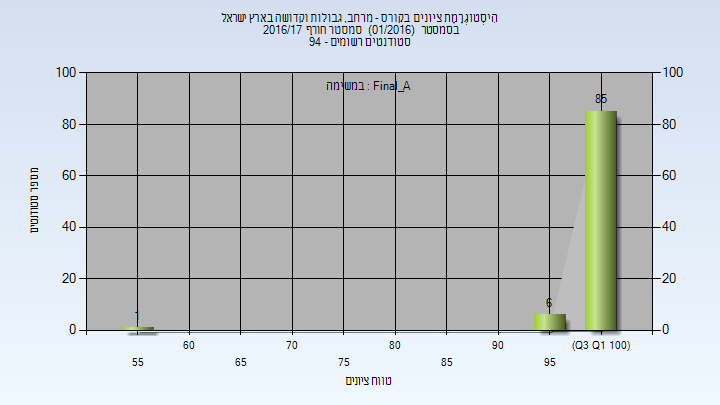 הִיסטוגרָמַת ציונים בקורס - מרחב, גבולות וקדושה בארץ ישראל
בסמסטר (01/2016) סמסטר חורף 2016/17
סטודנטים רשומים - 94
במשימה : Final_A
מספר סטודנטים
100 80 60 40 20 0
100 80 60 40 20 0
1 6 85
60 70 80 90 (Q3 Q1 100)
55 65 75 85 95
טווח ציונים